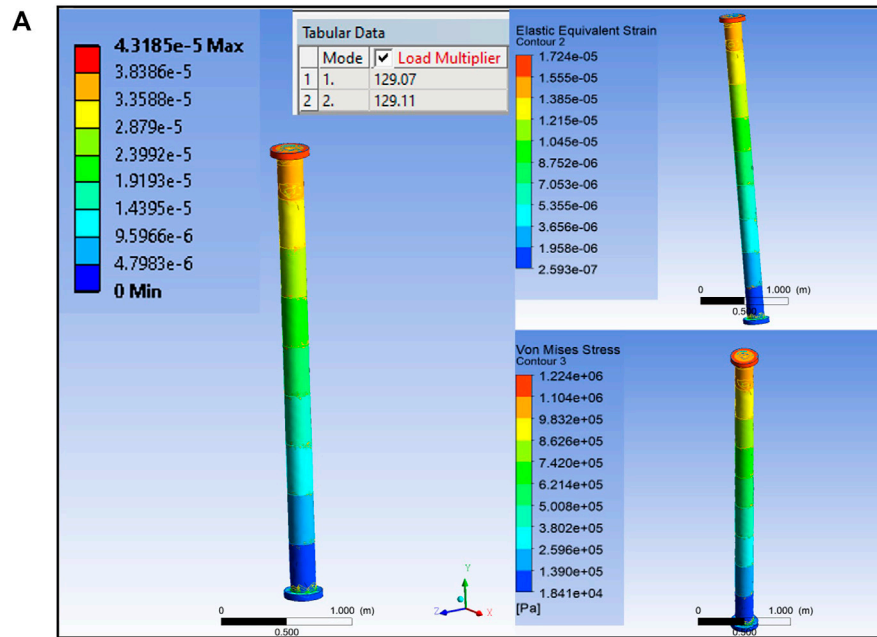 A
4.3185e-5 Max
3.8386e-5
3.3588e-5
2.879e-5
2.3992e-5
1.9193e-5
1.4395e-5
9.5966e-6
4.7983e-6
0 Min
Tabular Data
Mode Load Multiplier
1 1. 129.07
2 2. 129.11
0 1.000 (m)
0.500
Y
Z X
Elastic Equivalent Strain
Contour 2
1.724e-05
1.555e-05
1.385e-05
1.215e-05
1.045e-05
8.752e-06
7.053e-06
5.355e-06
3.656e-06
1.958e-06
2.593e-07
0 1.000 (m)
0.500
Von Mises Stress
Contour 3
1.224e+06
1.104e+06
9.832e+05
8.626e+05
7.420e+05
6.214e+05
5.008e+05
3.802e+05
2.596e+05
1.390e+05
1.841e+04
[Pa]
0 1.000 (m)
0.500